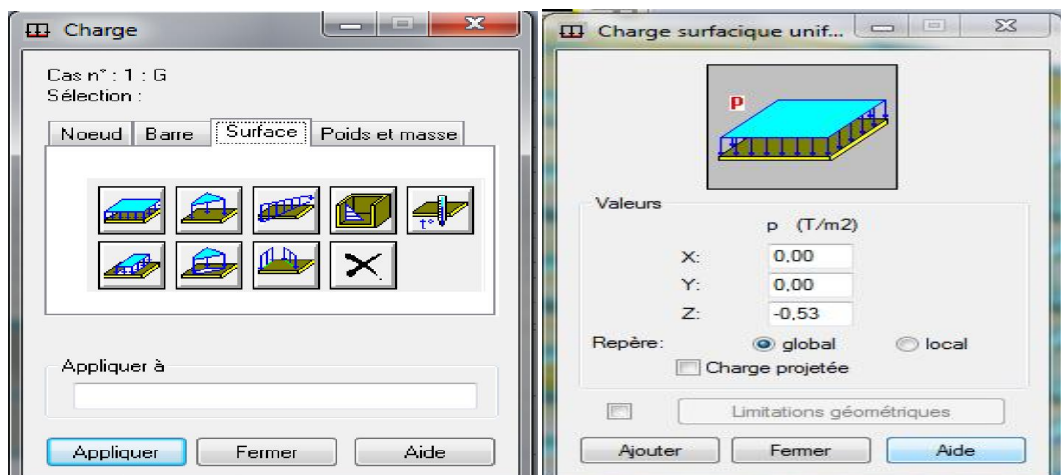 Charge
Cas n° : 1 : G
Sélection :
Noeud Barre Surface Poids et masse
t°
Appliquer à
Appliquer Fermer Aide
Charge surfacique unif...
P
Valeurs
p (T/m2)
X: 0,00
Y: 0,00
Z: -0,53
Repère: global local
Charge projetée
Limitations géométriques
Ajouter Fermer Aide